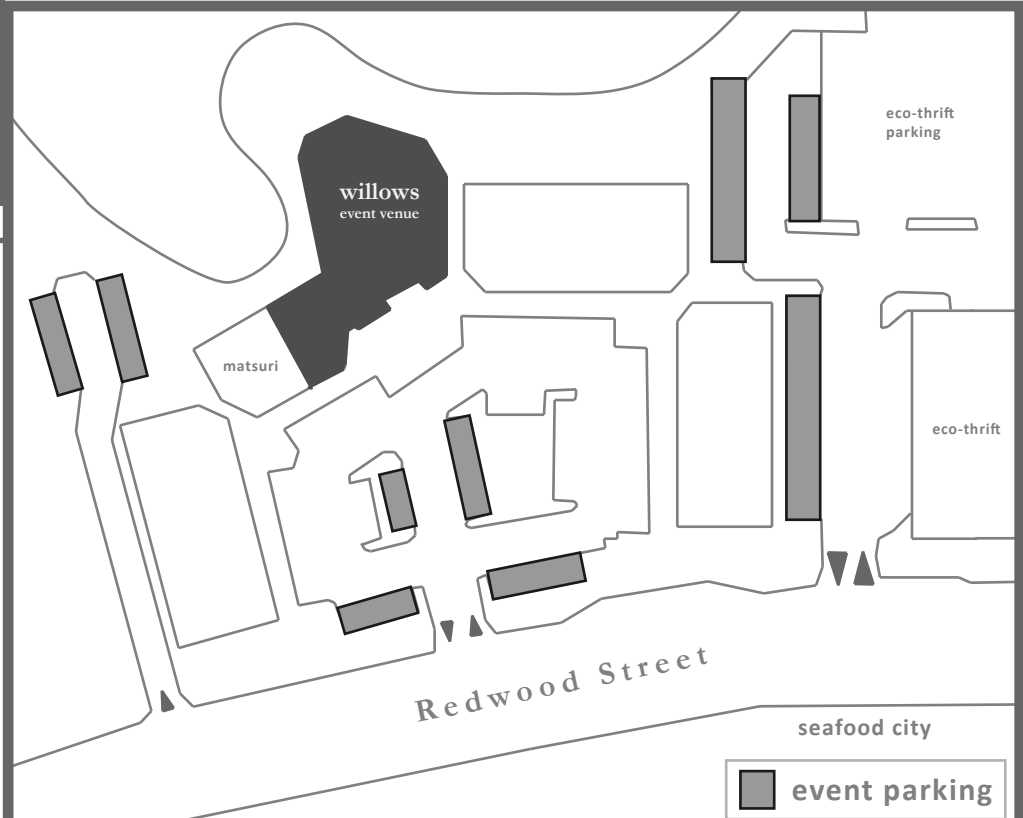 eco-thrift
parking
willows
event venue
matsuri
eco-thrift
Redwood Street
seafood city
event parking